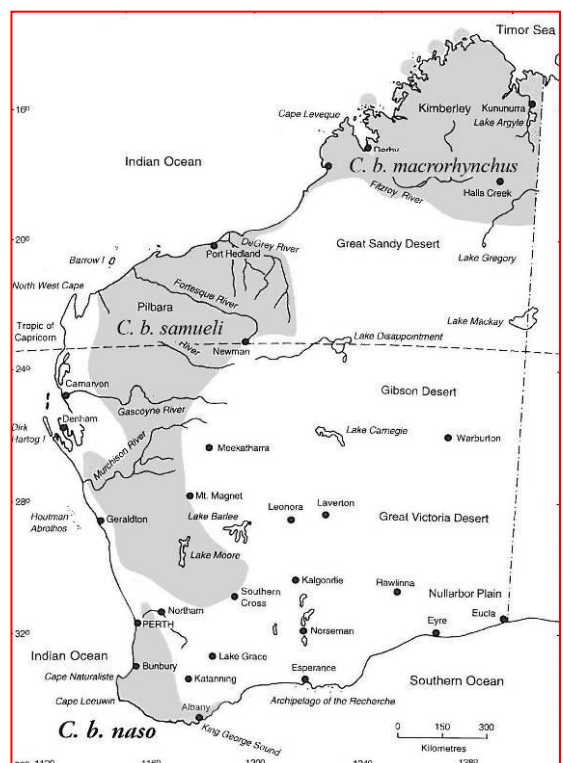 Timor Sea
16°
Cape Leveque
Kimberley
Kununurra
Lake Argyle
Derby
Indian Ocean
C. b. macrorhynchus
Fitzroy River
Halls Creek
20°
DeGrey River
Great Sandy Desert
Barrow I
Port Hedland
Lake Gregory
North West Cape
Fortesque River
Pilbara
Lake Mackay
Tropic of
Capricorn
C. b. samueli
Lake Disappointment
River
Newman
24°
Gibson Desert
Carnarvon
Gascoyne River
Dirk
Hartog I
Denham
Lake Carnegie
Warburton
Murchison River
Meekatharra
Mt. Magnet
28°
Leonora
Laverton
Houtman
Abrolhos
Geraldton
Lake Barlee
Great Victoria Desert
Lake Moore
Kalgoorlie
Rawlinna
Nullarbor Plain
Southern
Cross
Northam
Eucla
PERTH
Eyre
32°
Norseman
Indian Ocean
Lake Grace
Bunbury
Cape Naturaliste
Katanning
Esperance
Southern Ocean
Cape Leeuwin
Albany
Archipelago of the Recherche
C. b. naso
King George Sound
0 150 300
Kilometres
116°
120°
124°
128°